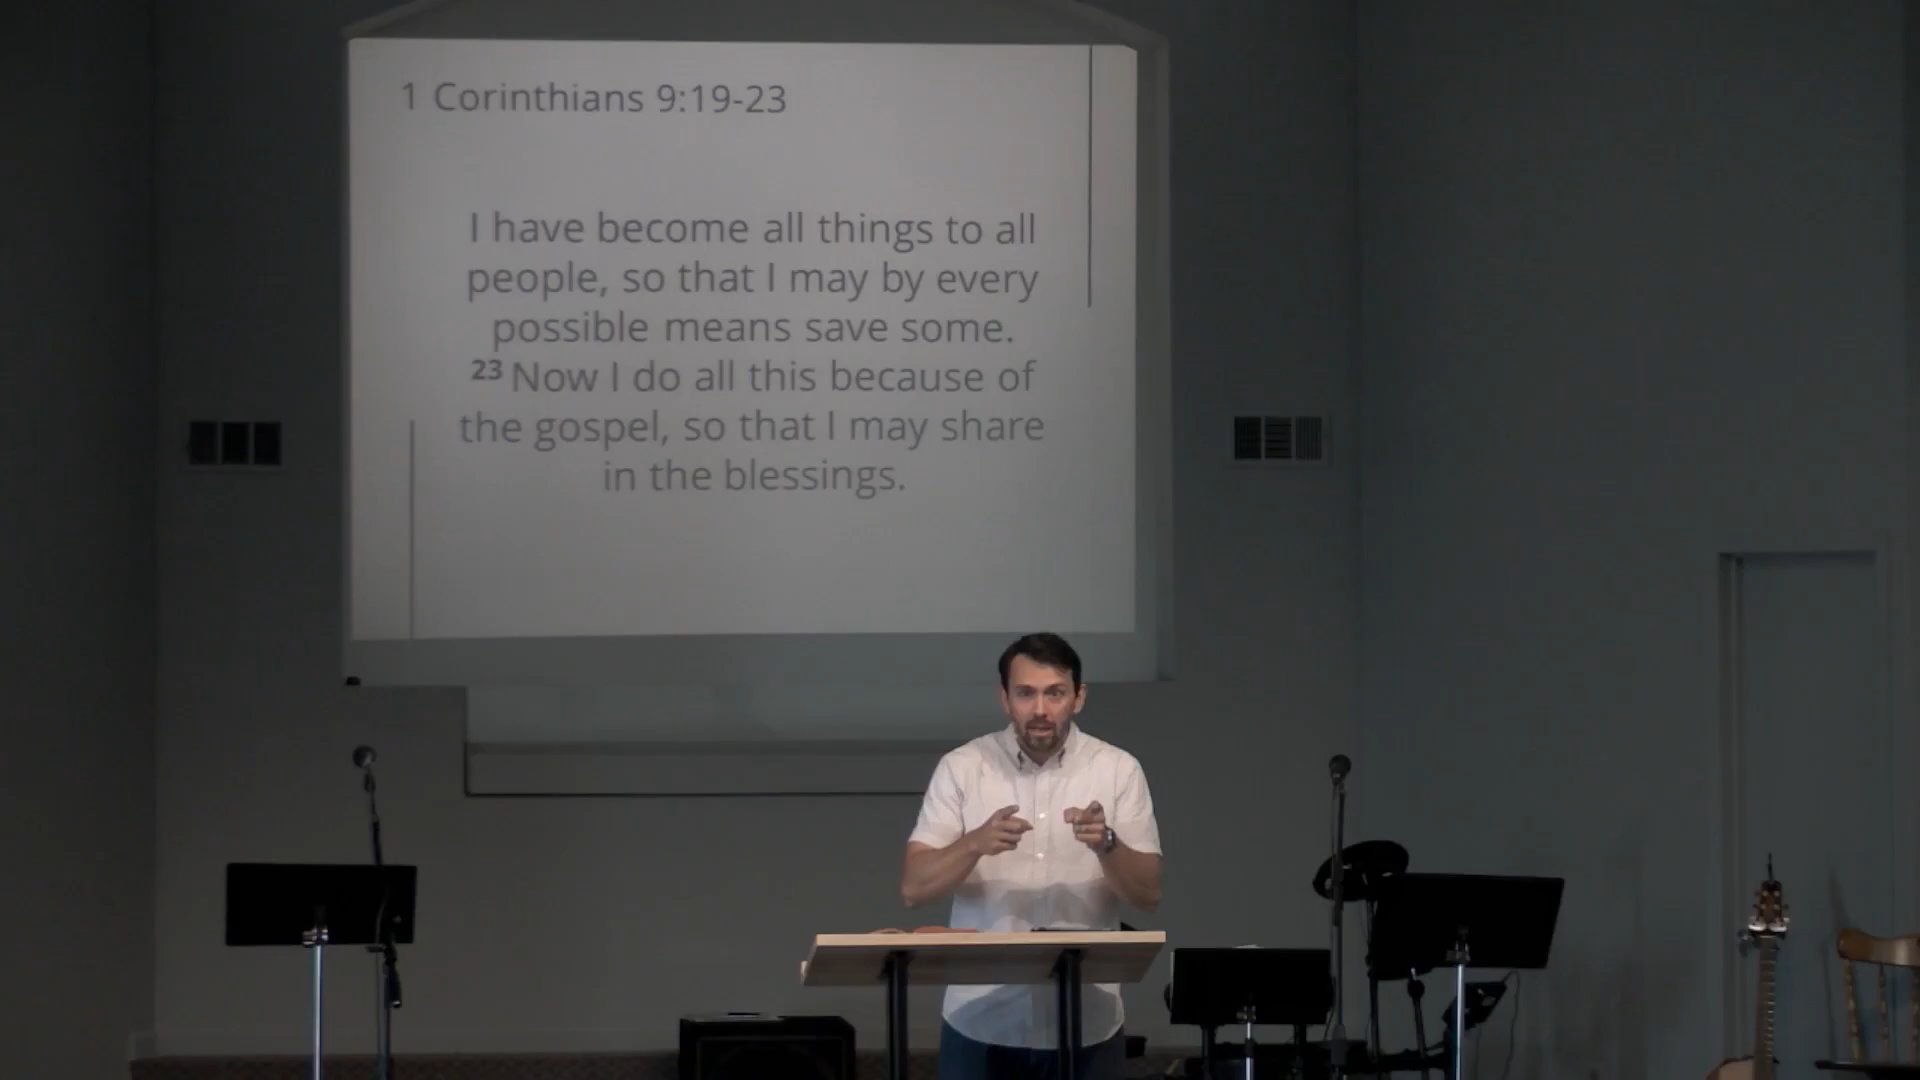 1 Corinthians 9:19-23
I have become all things to all
people, so that I may by every
possible means save some.
23 Now I do all this because of
the gospel, so that I may share
in the blessings.